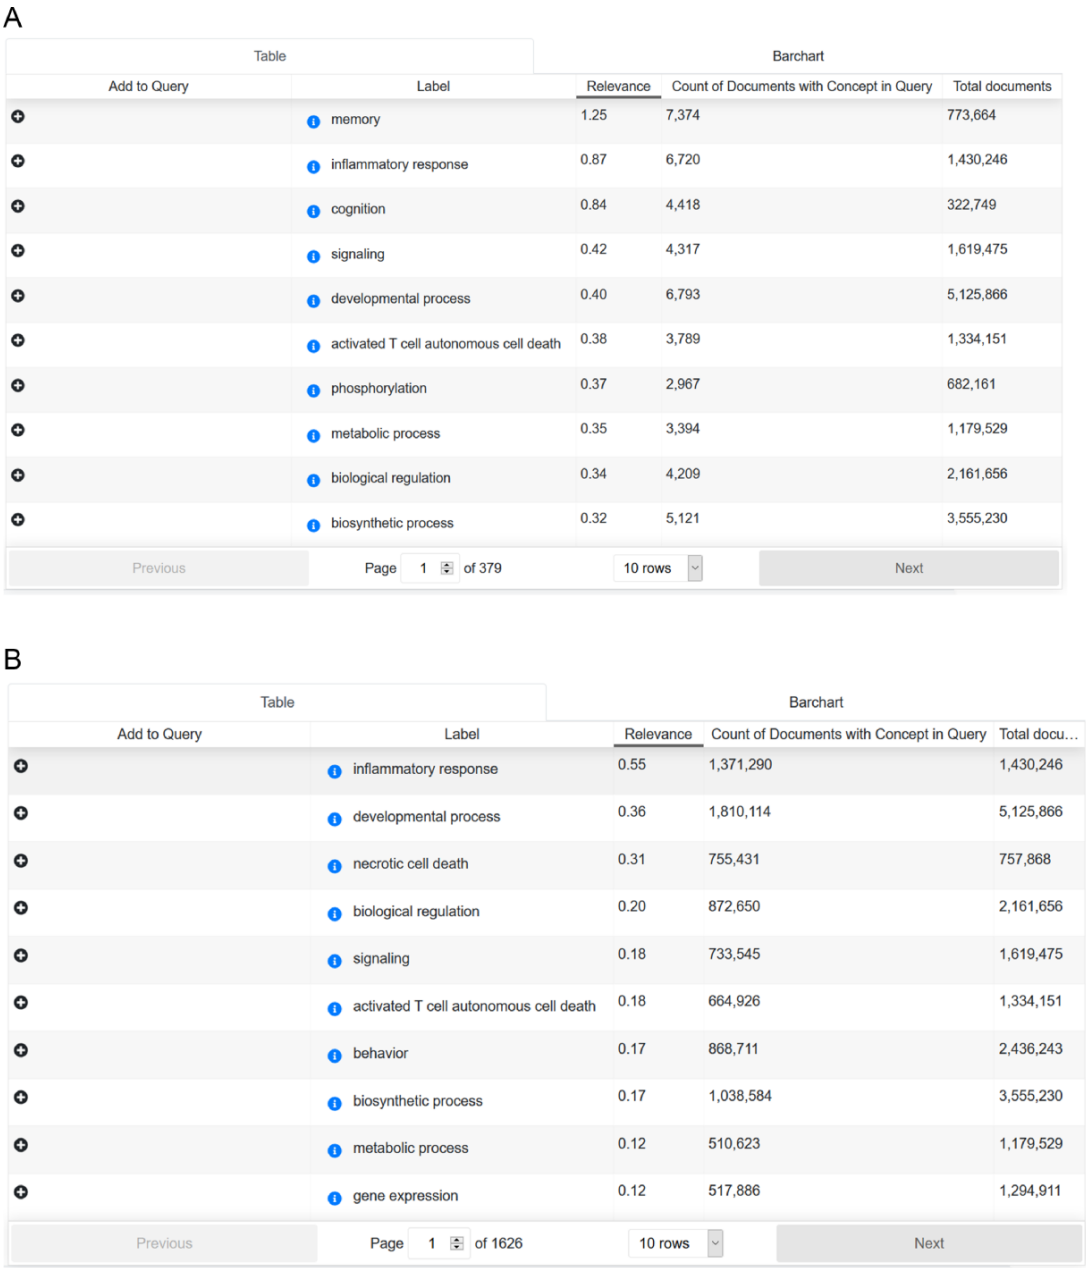 A
Table Barchart
Add to Query Label Relevance Count of Documents with Concept in Query Total documents
memory 1.25 7,374 773,664
inflammatory response 0.87 6,720 1,430,246
cognition 0.84 4,418 322,749
signaling 0.42 4,317 1,619,475
developmental process 0.40 6,793 5,125,866
activated T cell autonomous cell death 0.38 3,789 1,334,151
phosphorylation 0.37 2,967 682,161
metabolic process 0.35 3,394 1,179,529
biological regulation 0.34 4,209 2,161,656
biosynthetic process 0.32 5,121 3,555,230
Previous Page 1 of 379 10 rows Next
B
Table Barchart
Add to Query Label Relevance Count of Documents with Concept in Query Total docu...
inflammatory response 0.55 1,371,290 1,430,246
developmental process 0.36 1,810,114 5,125,866
necrotic cell death 0.31 755,431 757,868
biological regulation 0.20 872,650 2,161,656
signaling 0.18 733,545 1,619,475
activated T cell autonomous cell death 0.18 664,926 1,334,151
behavior 0.17 868,711 2,436,243
biosynthetic process 0.17 1,038,584 3,555,230
metabolic process 0.12 510,623 1,179,529
gene expression 0.12 517,886 1,294,911
Previous Page 1 of 1626 10 rows Next